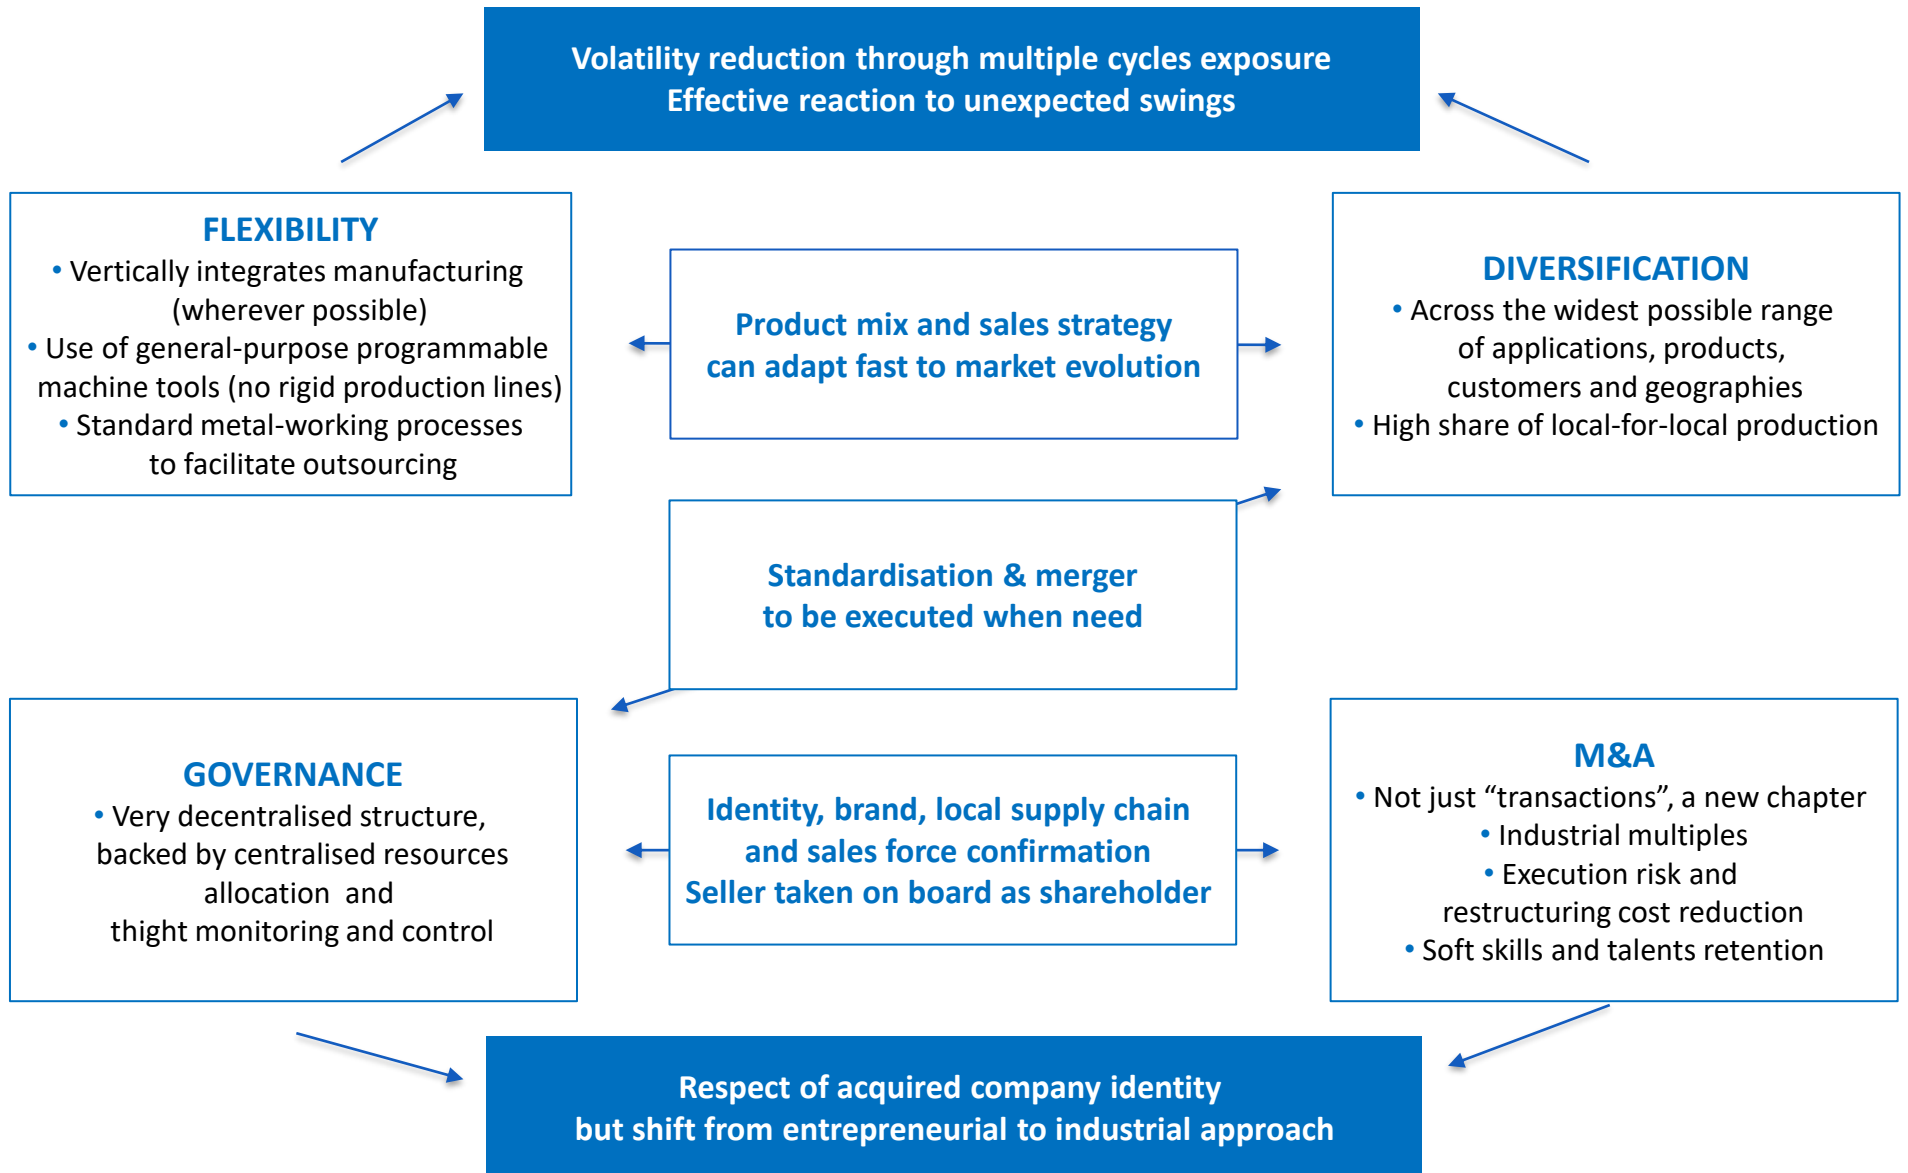 Volatility reduction through multiple cycles exposure
Effective reaction to unexpected swings
FLEXIBILITY
• Vertically integrates manufacturing
(wherever possible)
• Use of general-purpose programmable
machine tools (no rigid production lines)
• Standard metal-working processes
to facilitate outsourcing
Product mix and sales strategy
can adapt fast to market evolution
DIVERSIFICATION
• Across the widest possible range
of applications, products,
customers and geographies
• High share of local-for-local production
Standardisation & merger
to be executed when need
GOVERNANCE
• Very decentralised structure,
backed by centralised resources
allocation and
thight monitoring and control
Identity, brand, local supply chain
and sales force confirmation
Seller taken on board as shareholder
M&A
• Not just “transactions”, a new chapter
• Industrial multiples
• Execution risk and
restructuring cost reduction
• Soft skills and talents retention
Respect of acquired company identity
but shift from entrepreneurial to industrial approach